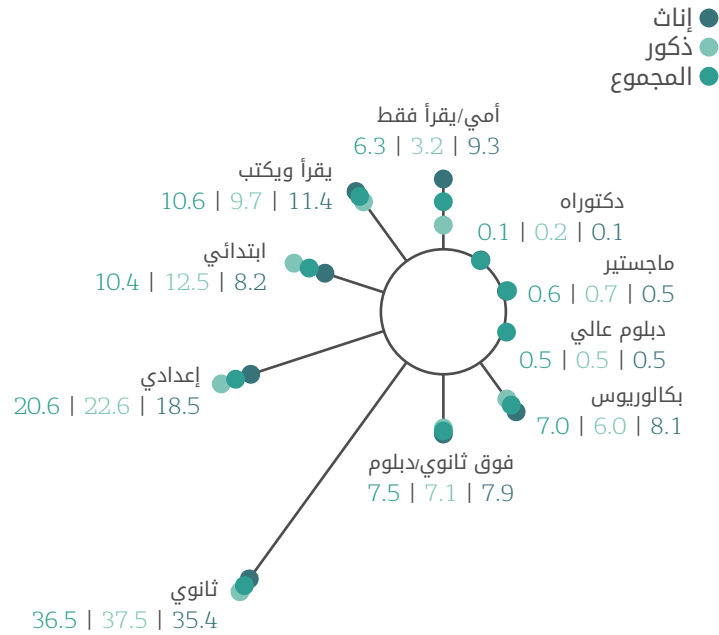 إناث
ذكور
المجموع
أمي/يقرأ فقط
9.3 | 3.2 | 6.3
يقرأ ويكتب
11.4 | 9.7 | 10.6
دكتوراه
0.1 | 0.2 | 0.1
ابتدائي
8.2 | 12.5 | 10.4
ماجستير
0.5 | 0.7 | 0.6
دبلوم عالي
0.5 | 0.5 | 0.5
إعدادي
18.5 | 22.6 | 20.6
بكالوريوس
8.1 | 6.0 | 7.0
فوق ثانوي/دبلوم
7.9 | 7.1 | 7.5
ثانوي
35.4 | 37.5 | 36.5